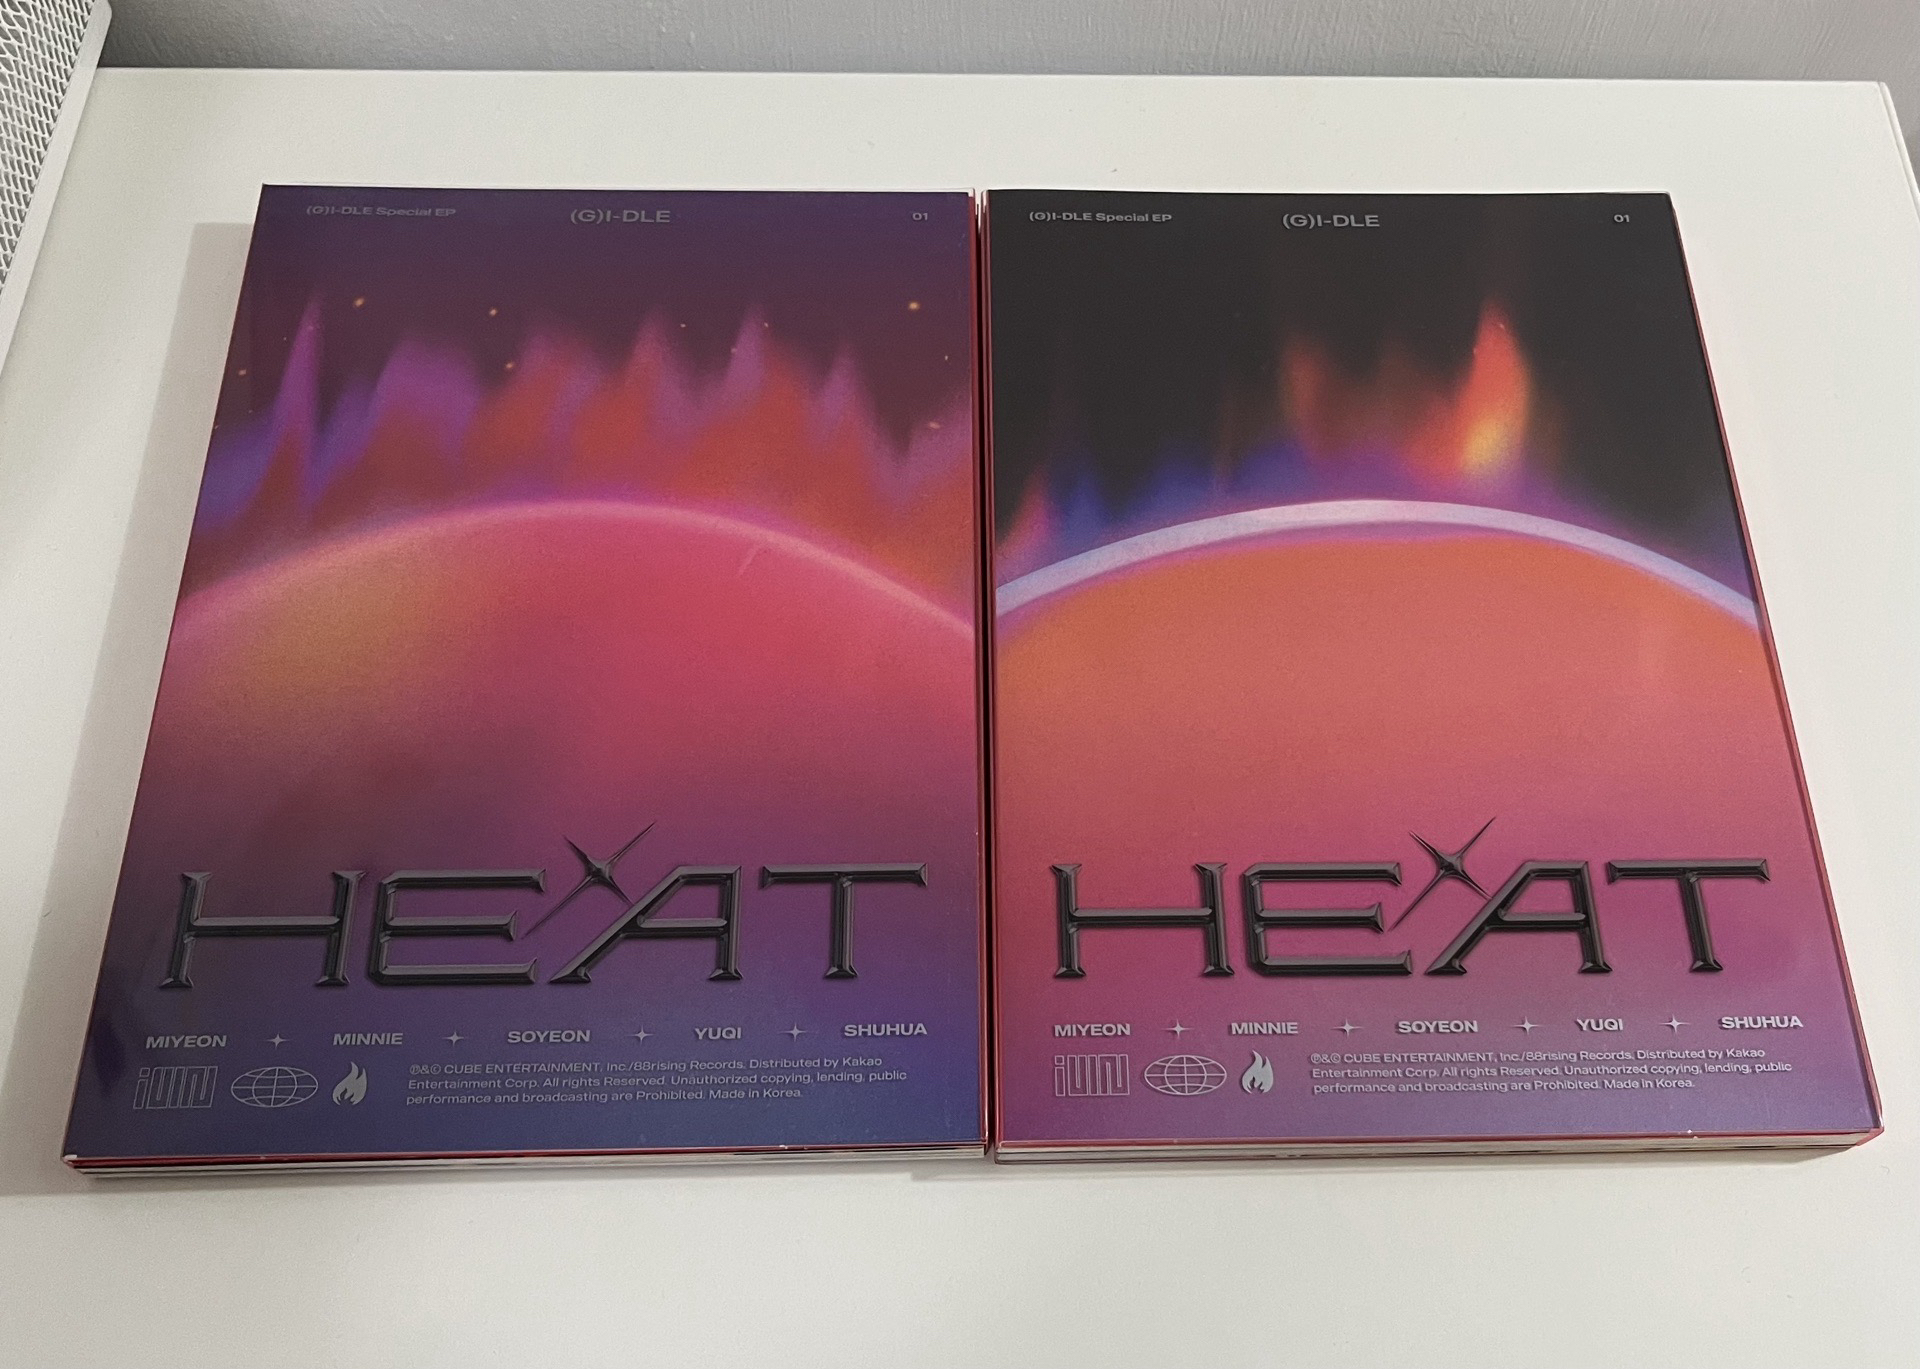 (G)I-DLE Special EP
(G)I-DLE
01
HEAT
MIYEON
MINNIE
SOYEON
YUQI
SHUHUA
℗&© CUBE ENTERTAINMENT, Inc./88rising Records. Distributed by Kakao
Entertainment Corp. All rights Reserved. Unauthorized copying, lending, public
performance and broadcasting are Prohibited. Made in Korea.
(G)I-DLE Special EP
(G)I-DLE
01
HEAT
MIYEON
MINNIE
SOYEON
YUQI
SHUHUA
℗&© CUBE ENTERTAINMENT, Inc./88rising Records. Distributed by Kakao
Entertainment Corp. All rights Reserved. Unauthorized copying, lending, public
performance and broadcasting are Prohibited. Made in Korea.